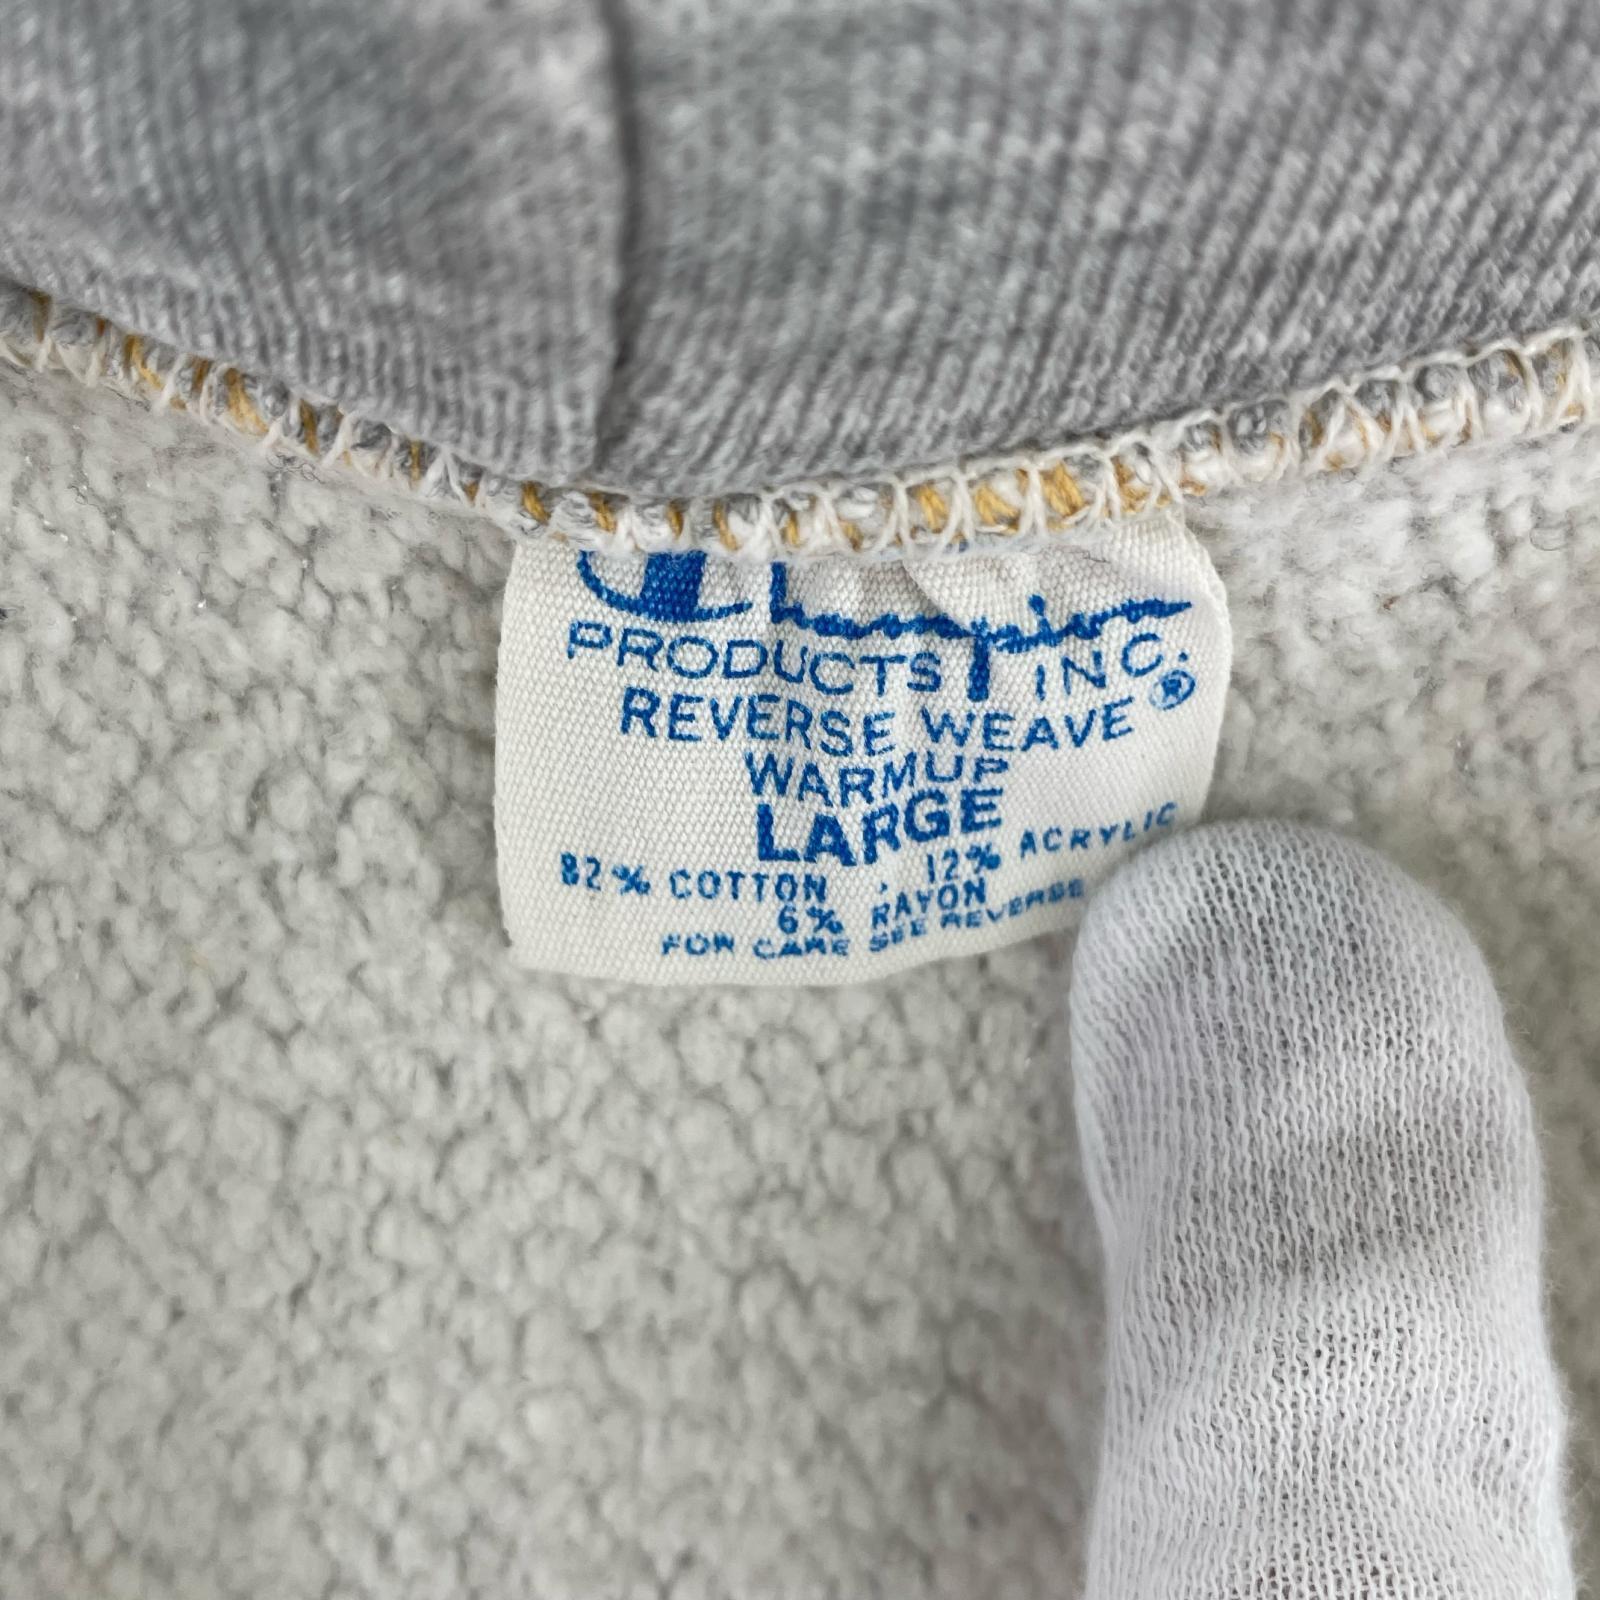 Champion
PRODUCTS INC.
REVERSE WEAVE ®
WARMUP
LARGE
82% COTTON . 12% ACRYLIC
6% RAYON
FOR CARE SEE REVERSE